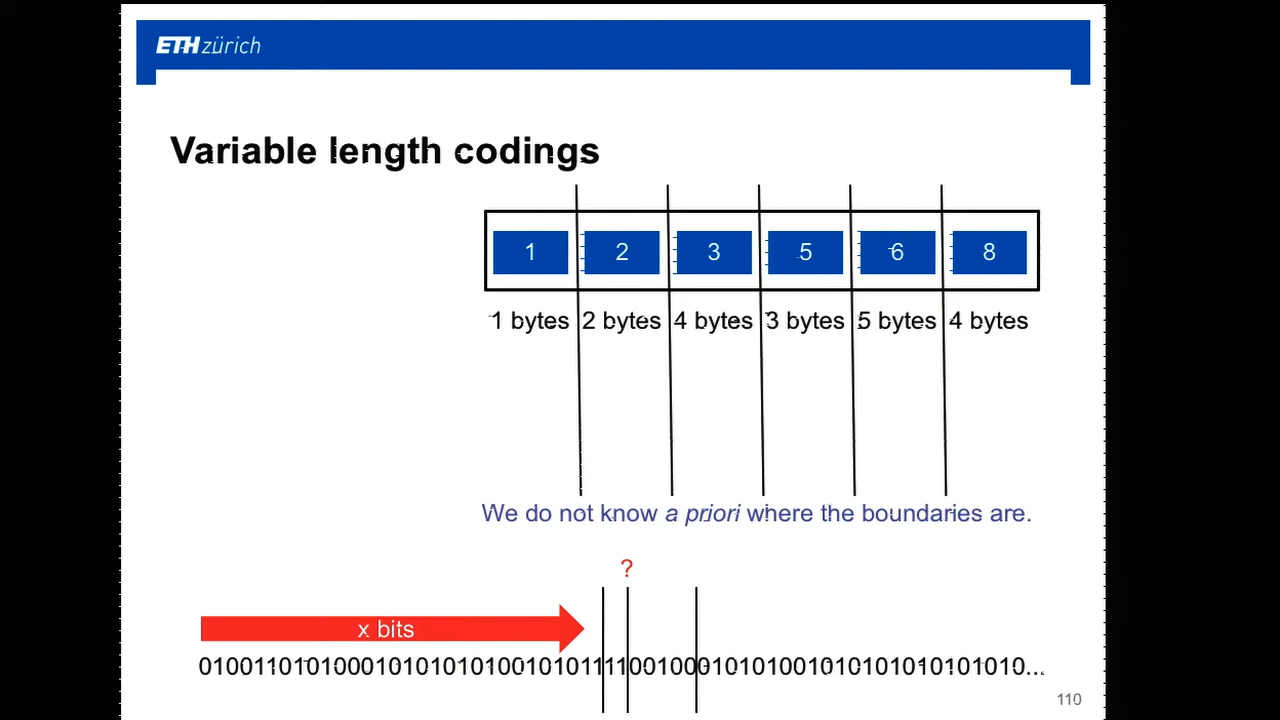 ETH zürich
Variable length codings
1 2 3 5 6 8
1 bytes 2 bytes 4 bytes 3 bytes 5 bytes 4 bytes
We do not know a priori where the boundaries are.
?
x bits
0100110101000101010101001010111100100001010100101010101010101010...
110